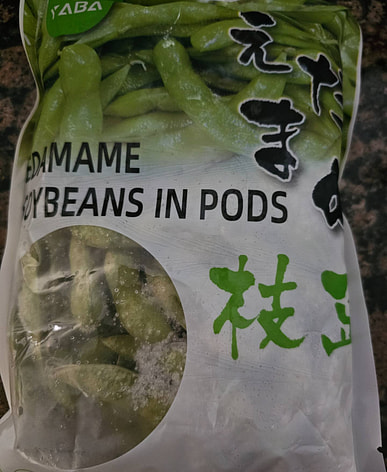 YABA
えだまめ
EDAMAME
SOYBEANS IN PODS
枝豆